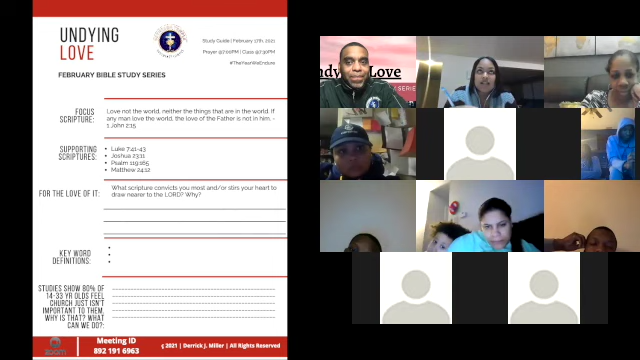 UNDYING
LOVE
Study Guide | February 17th, 2021
Prayer @7:00PM | Class @7:30PM
#TheYearWeEndure
FEBRUARY BIBLE STUDY SERIES
FOCUS
SCRIPTURE:
Love not the world, neither the things that are in the world. If
any man love the world, the love of the Father is not in him. -
1 John 2:15
SUPPORTING
SCRIPTURES:
• Luke 7:41-43
• Joshua 23:11
• Psalm 119:165
• Matthew 24:12
FOR THE LOVE OF IT:
What scripture convicts you most and/or stirs your heart to
draw nearer to the LORD? Why?
KEY WORD
DEFINITIONS:
STUDIES SHOW 80% OF
14-33 YR OLDS FEEL
CHURCH JUST ISN'T
IMPORTANT TO THEM.
WHY IS THAT? WHAT
CAN WE DO?:
zoom
Meeting ID
892 191 6963
© 2021 | Derrick J. Miller | All Rights Reserved
Love